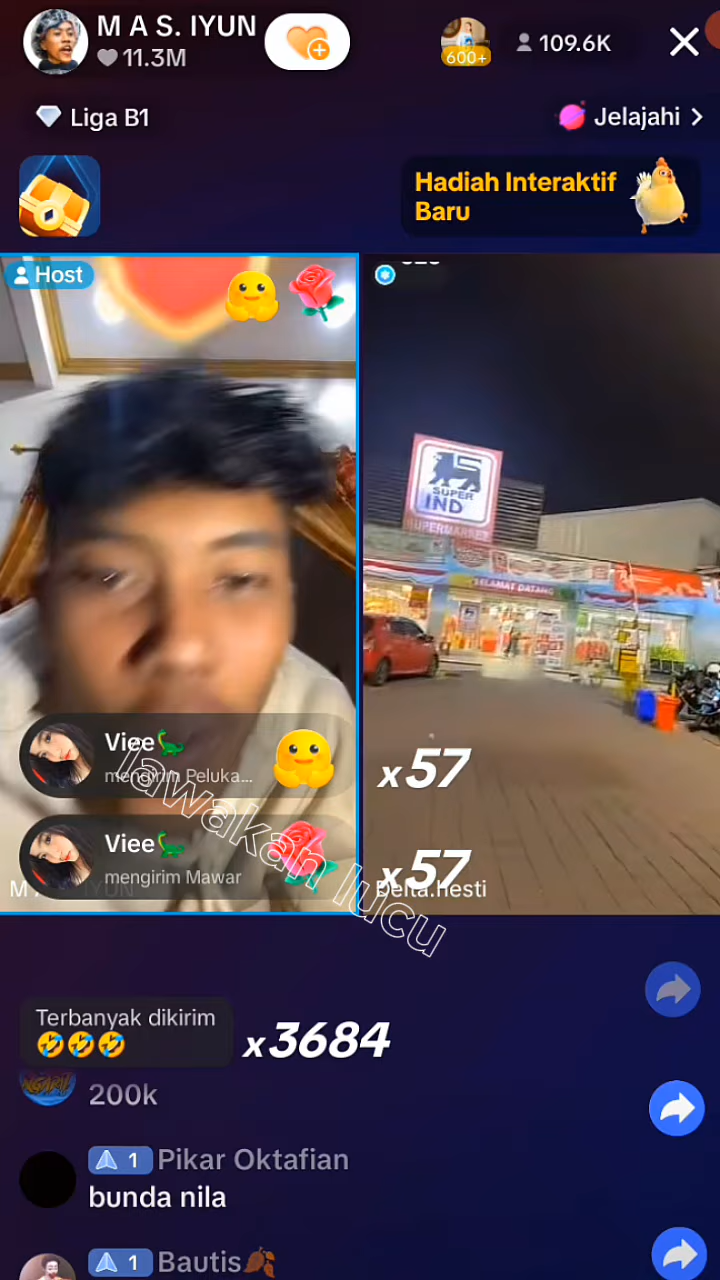 M A S. IYUN
11.3M
600+
109.6K
Liga B1
Jelajahi
Hadiah Interaktif
Baru
Host
SUPER
IND
SUPERMARKET
SELAMAT DATANG
Viee
mengirim Peluka...
x57
Viee
mengirim Mawar
x57
Delta.hesti
lawakan lucu
Terbanyak dikirim
🤣🤣🤣
x3684
200k
1 Pikar Oktafian
bunda nila
1 Bautis🍂